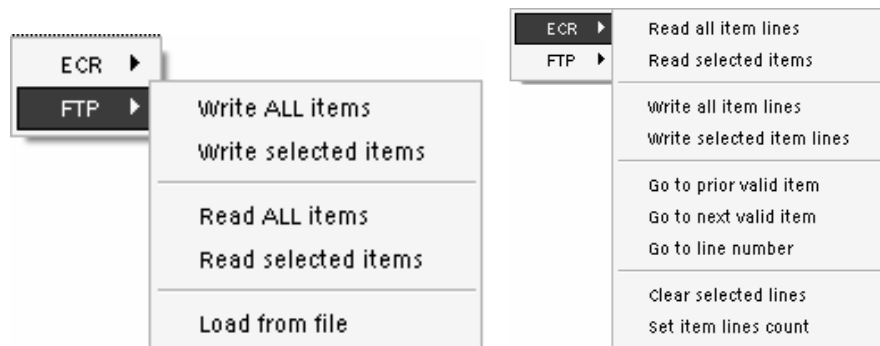 ECR
FTP
Write ALL items
Write selected items
Read ALL items
Read selected items
Load from file
ECR
FTP
Read all item lines
Read selected items
Write all item lines
Write selected item lines
Go to prior valid item
Go to next valid item
Go to line number
Clear selected lines
Set item lines count